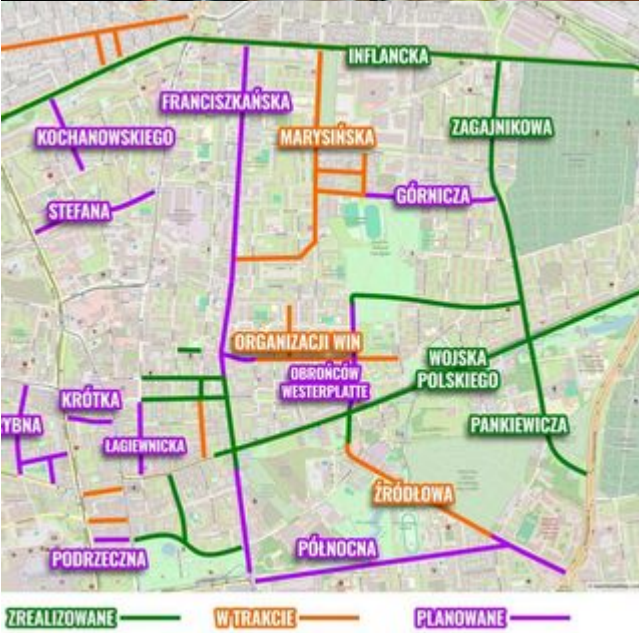 INFLANCKA
FRANCISZKAŃSKA
KOCHANOWSKIEGO
MARYSIŃSKA
ZAGAJNIKOWA
GÓRNICZA
STEFANA
ORGANIZACJI WIN
OBROŃCÓW
WESTERPLATTE
WOJSKA
POLSKIEGO
KRÓTKA
YBNA
ŁAGIEWNICKA
PANKIEWICZA
ŹRÓDŁOWA
PÓŁNOCNA
PODRZECZNA
ZREALIZOWANE
W TRAKCIE
PLANOWANE